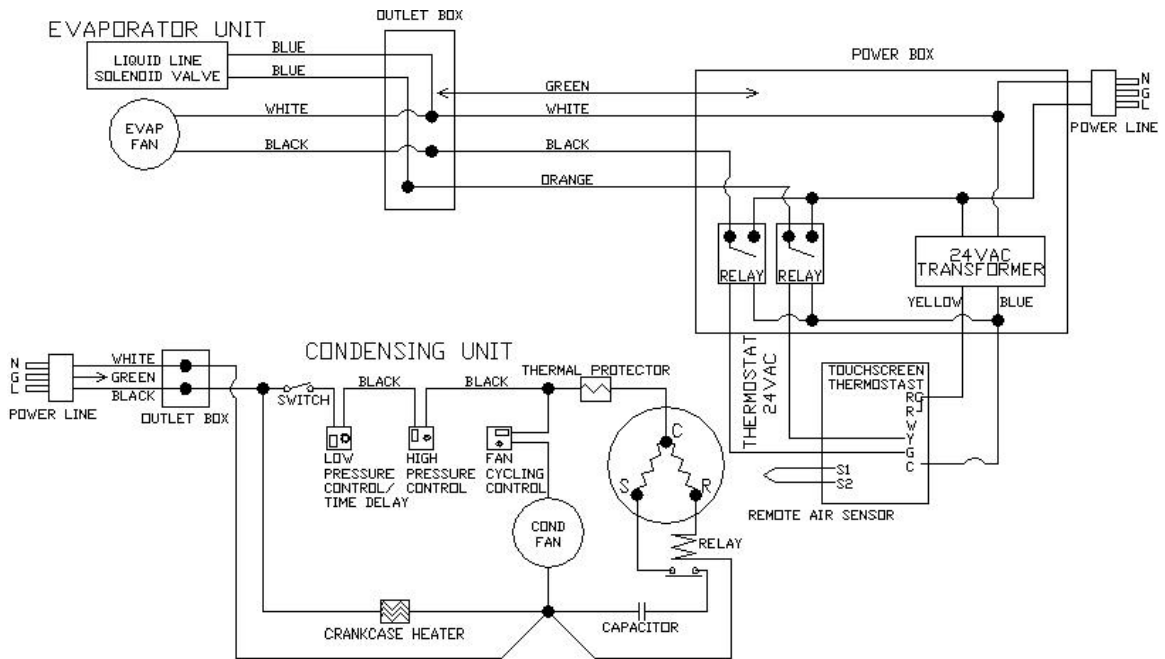 EVAPORATOR UNIT
OUTLET BOX
LIQUID LINE
SOLENOID VALVE
BLUE
BLUE
EVAP
FAN
WHITE
BLACK
GREEN
WHITE
BLACK
ORANGE
POWER BOX
N
G
L
POWER LINE
RELAY
RELAY
24VAC
TRANSFORMER
YELLOW
BLUE
THERMOSTAT
24VAC
TOUCHSCREEN
THERMOSTAST
RC
R
W
Y
G
C
S1
S2
REMOTE AIR SENSOR
CONDENSING UNIT
N
G
L
POWER LINE
WHITE
GREEN
BLACK
OUTLET BOX
SWITCH
BLACK
BLACK
THERMAL PROTECTOR
LOW
PRESSURE
CONTROL/
TIME DELAY
HIGH
PRESSURE
CONTROL
FAN
CYCLING
CONTROL
COND
FAN
C
S
R
RELAY
CRANKCASE HEATER
CAPACITOR